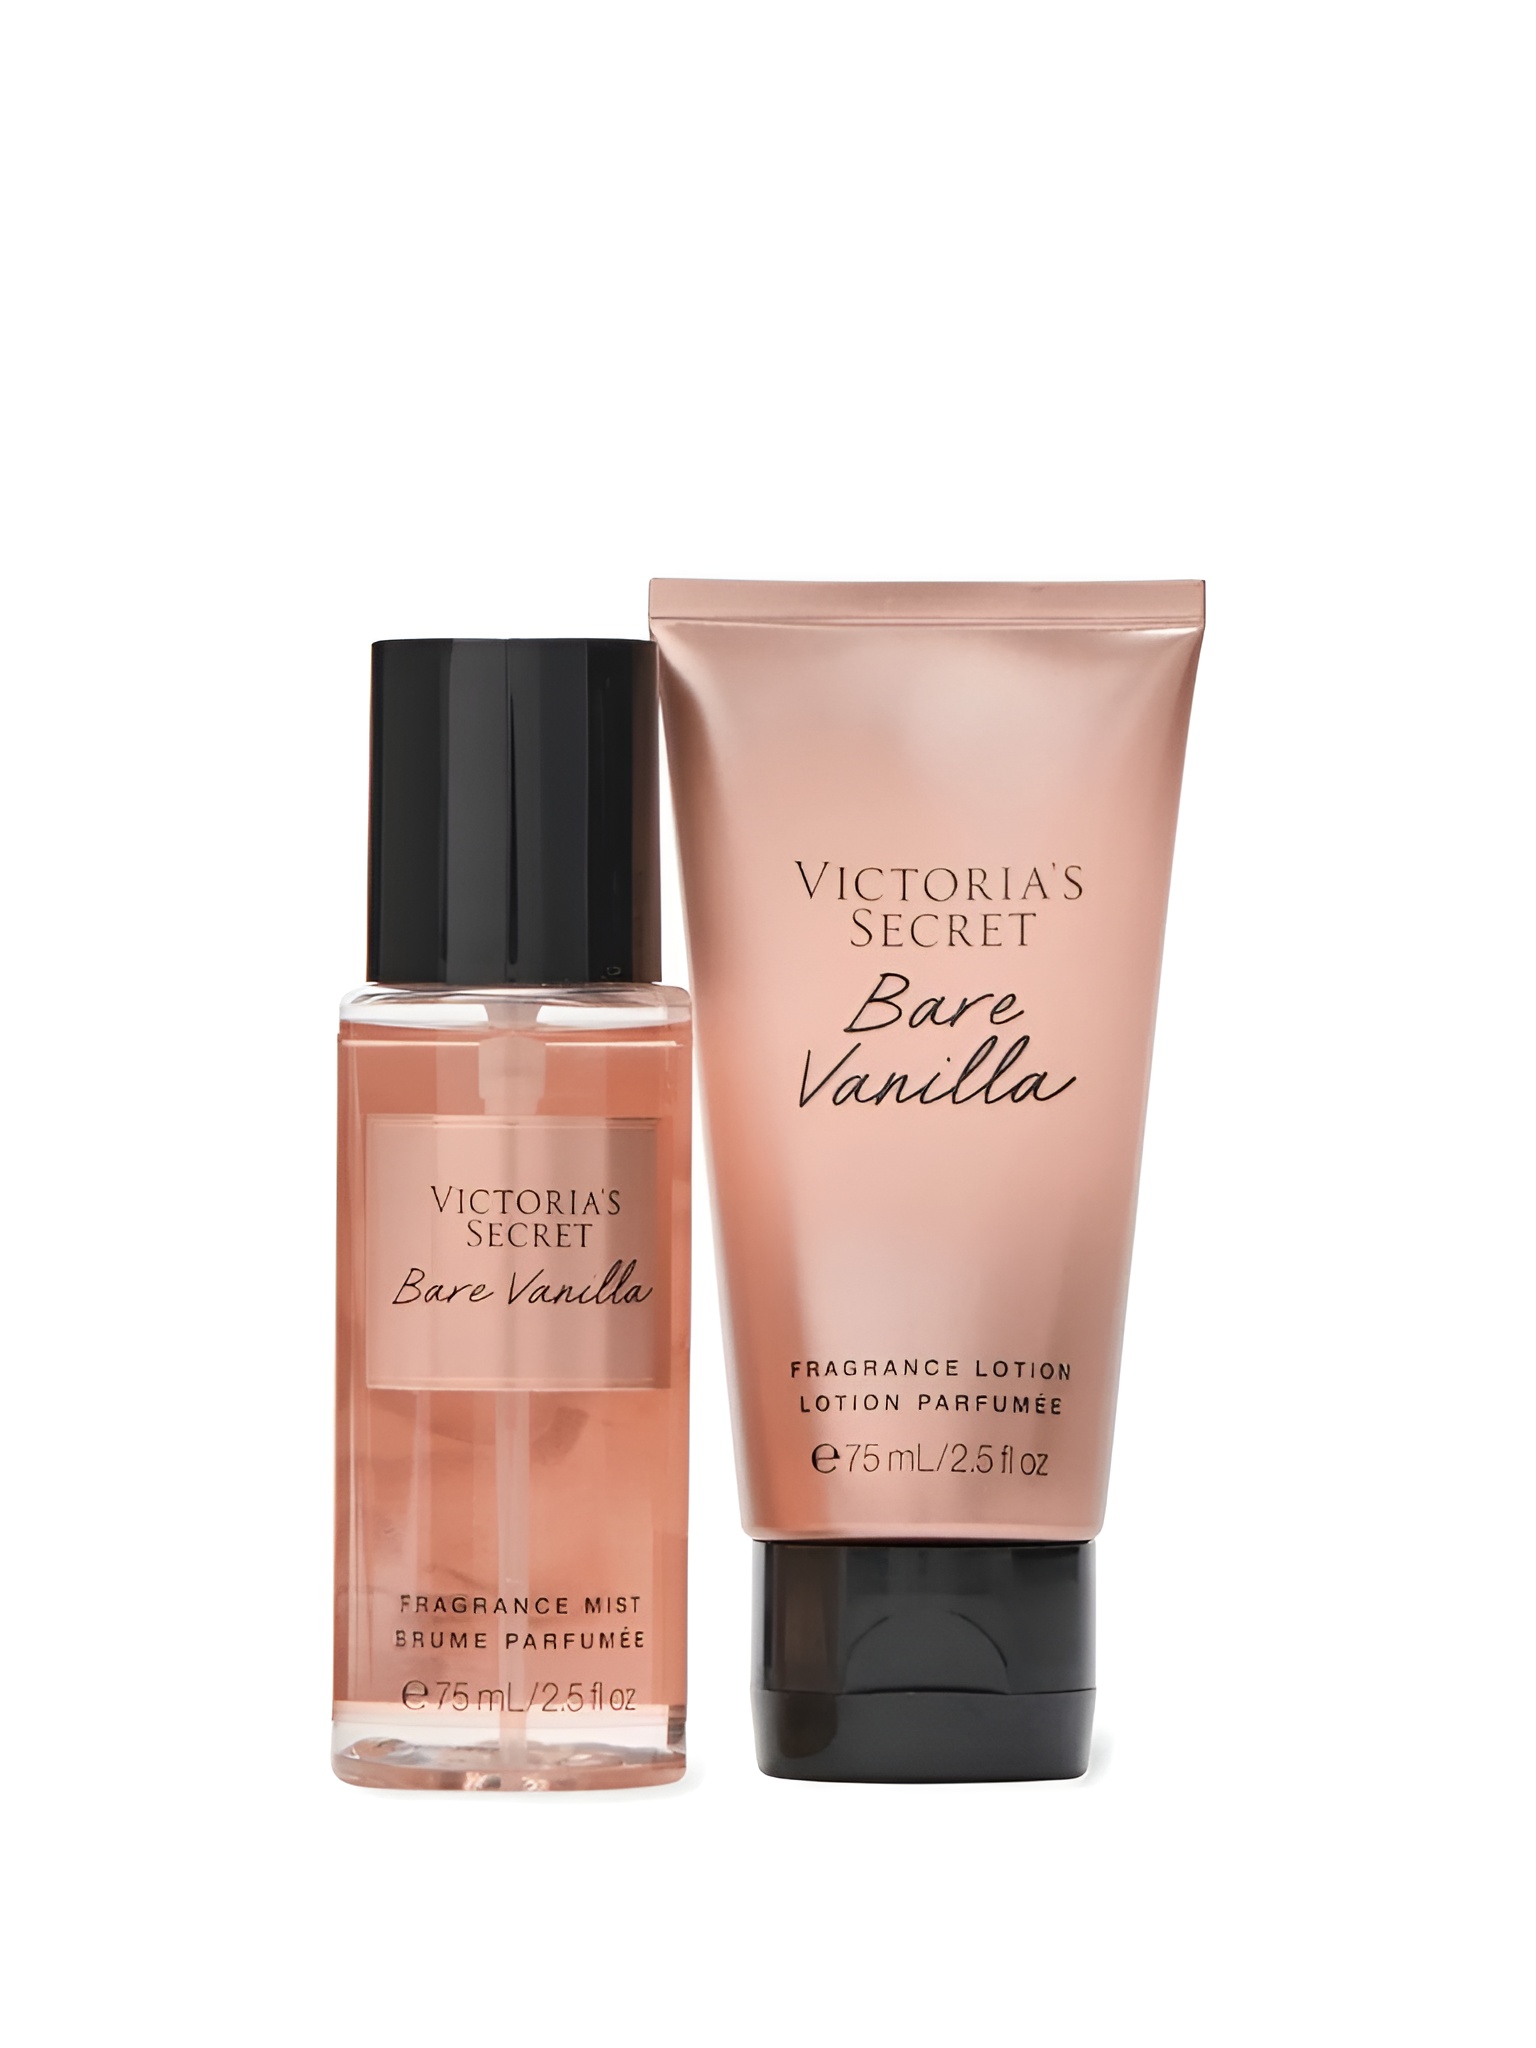 VICTORIA'S
SECRET
Bare Vanilla
FRAGRANCE MIST
BRUME PARFUMÉE
℮75 mL/2.5 fl oz
VICTORIA'S
SECRET
Bare
Vanilla
FRAGRANCE LOTION
LOTION PARFUMÉE
℮75 mL/2.5 fl oz